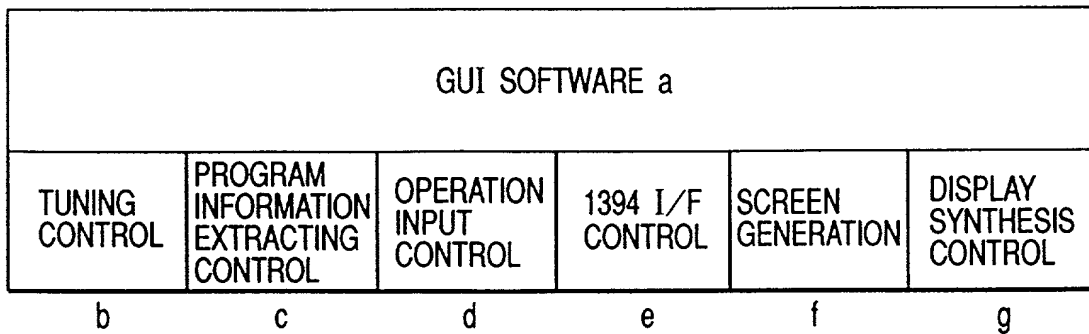 GUI SOFTWARE a
TUNING
CONTROL
PROGRAM
INFORMATION
EXTRACTING
CONTROL
OPERATION
INPUT
CONTROL
1394 I/F
CONTROL
SCREEN
GENERATION
DISPLAY
SYNTHESIS
CONTROL
b c d e f g